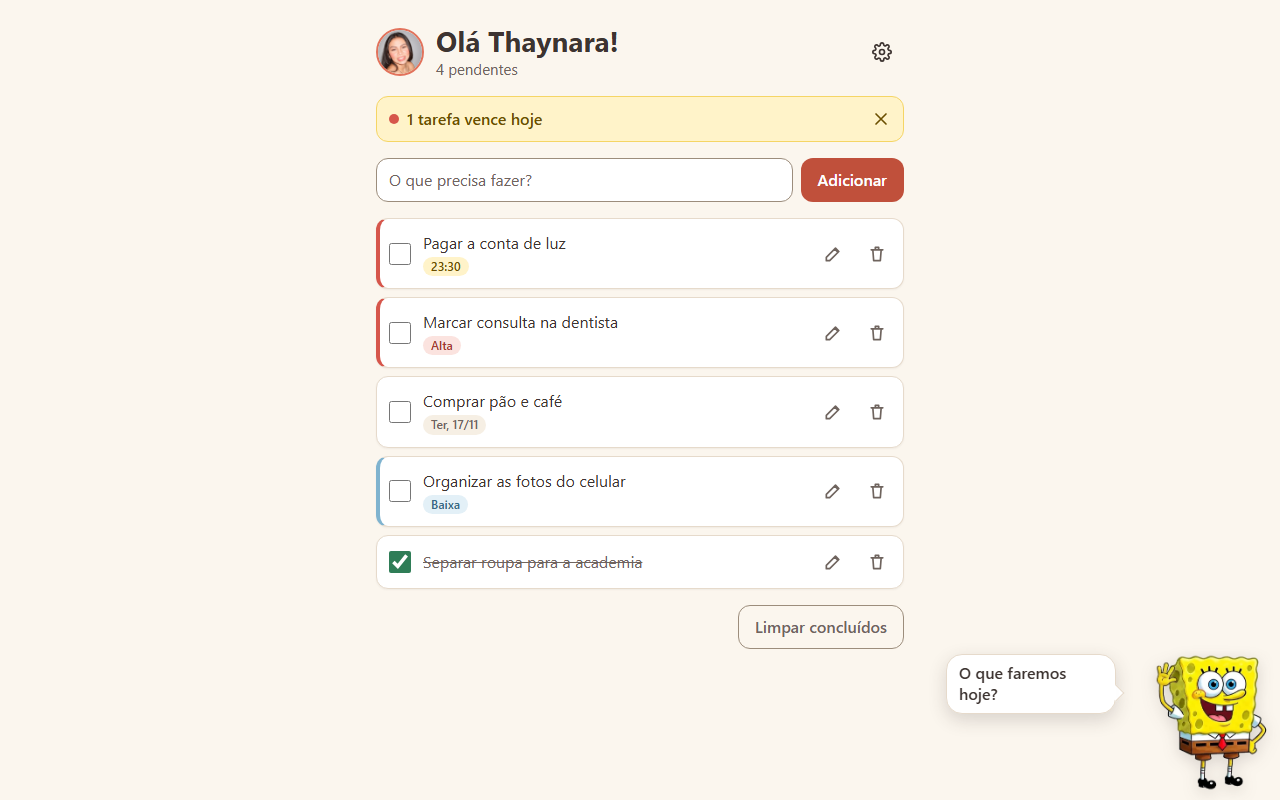 Olá Thaynara!
4 pendentes
1 tarefa vence hoje
O que precisa fazer?
Adicionar
Pagar a conta de luz
23:30
Marcar consulta na dentista
Alta
Comprar pão e café
Ter, 17/11
Organizar as fotos do celular
Baixa
Separar roupa para a academia
Limpar concluídos
O que faremos
hoje?